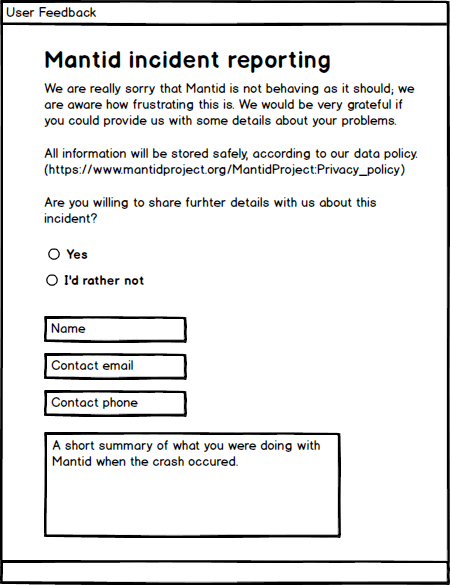 User Feedback
Mantid incident reporting
We are really sorry that Mantid is not behaving as it should; we
are aware how frustrating this is. We would be very grateful if
you could provide us with some details about your problems.
All information will be stored safely, according to our data policy.
(https://www.mantidproject.org/MantidProject:Privacy_policy)
Are you willing to share furhter details with us about this
incident?
Yes
I'd rather not
Name
Contact email
Contact phone
A short summary of what you were doing with
Mantid when the crash occured.